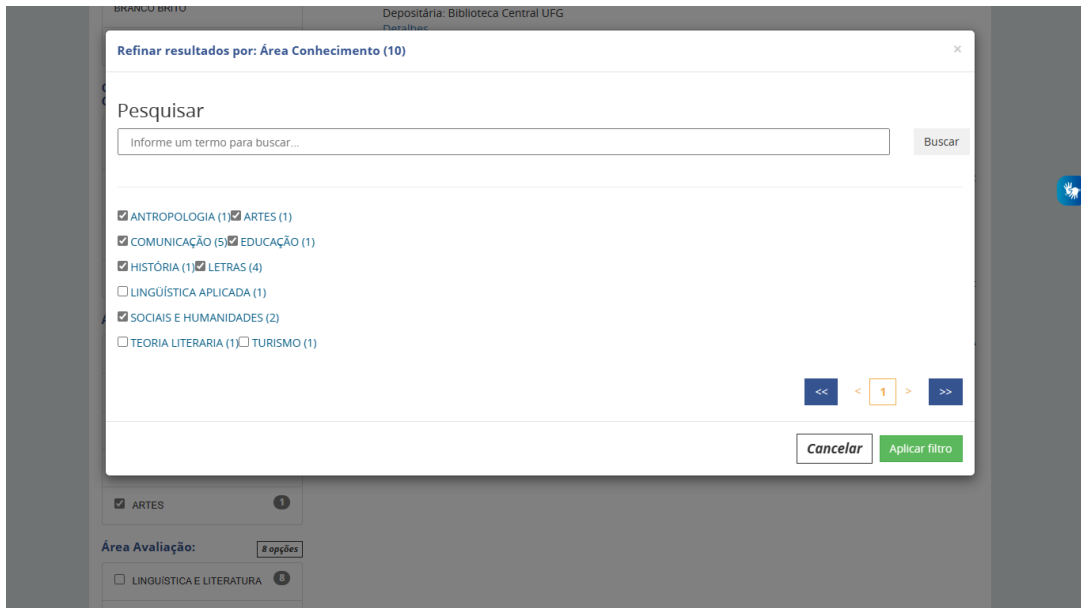 BRANCO BRITO
Depositária: Biblioteca Central UFG
Detalhes
Refinar resultados por: Área Conhecimento (10)
×
Pesquisar
Informe um termo para buscar...
Buscar
ANTROPOLOGIA (1) ARTES (1)
COMUNICAÇÃO (5) EDUCAÇÃO (1)
HISTÓRIA (1) LETRAS (4)
LINGÜÍSTICA APLICADA (1)
SOCIAIS E HUMANIDADES (2)
TEORIA LITERARIA (1) TURISMO (1)
<< < 1 > >>
Cancelar Aplicar filtro
ARTES 1
Área Avaliação: 8 opções
LINGUíSTICA E LITERATURA 8